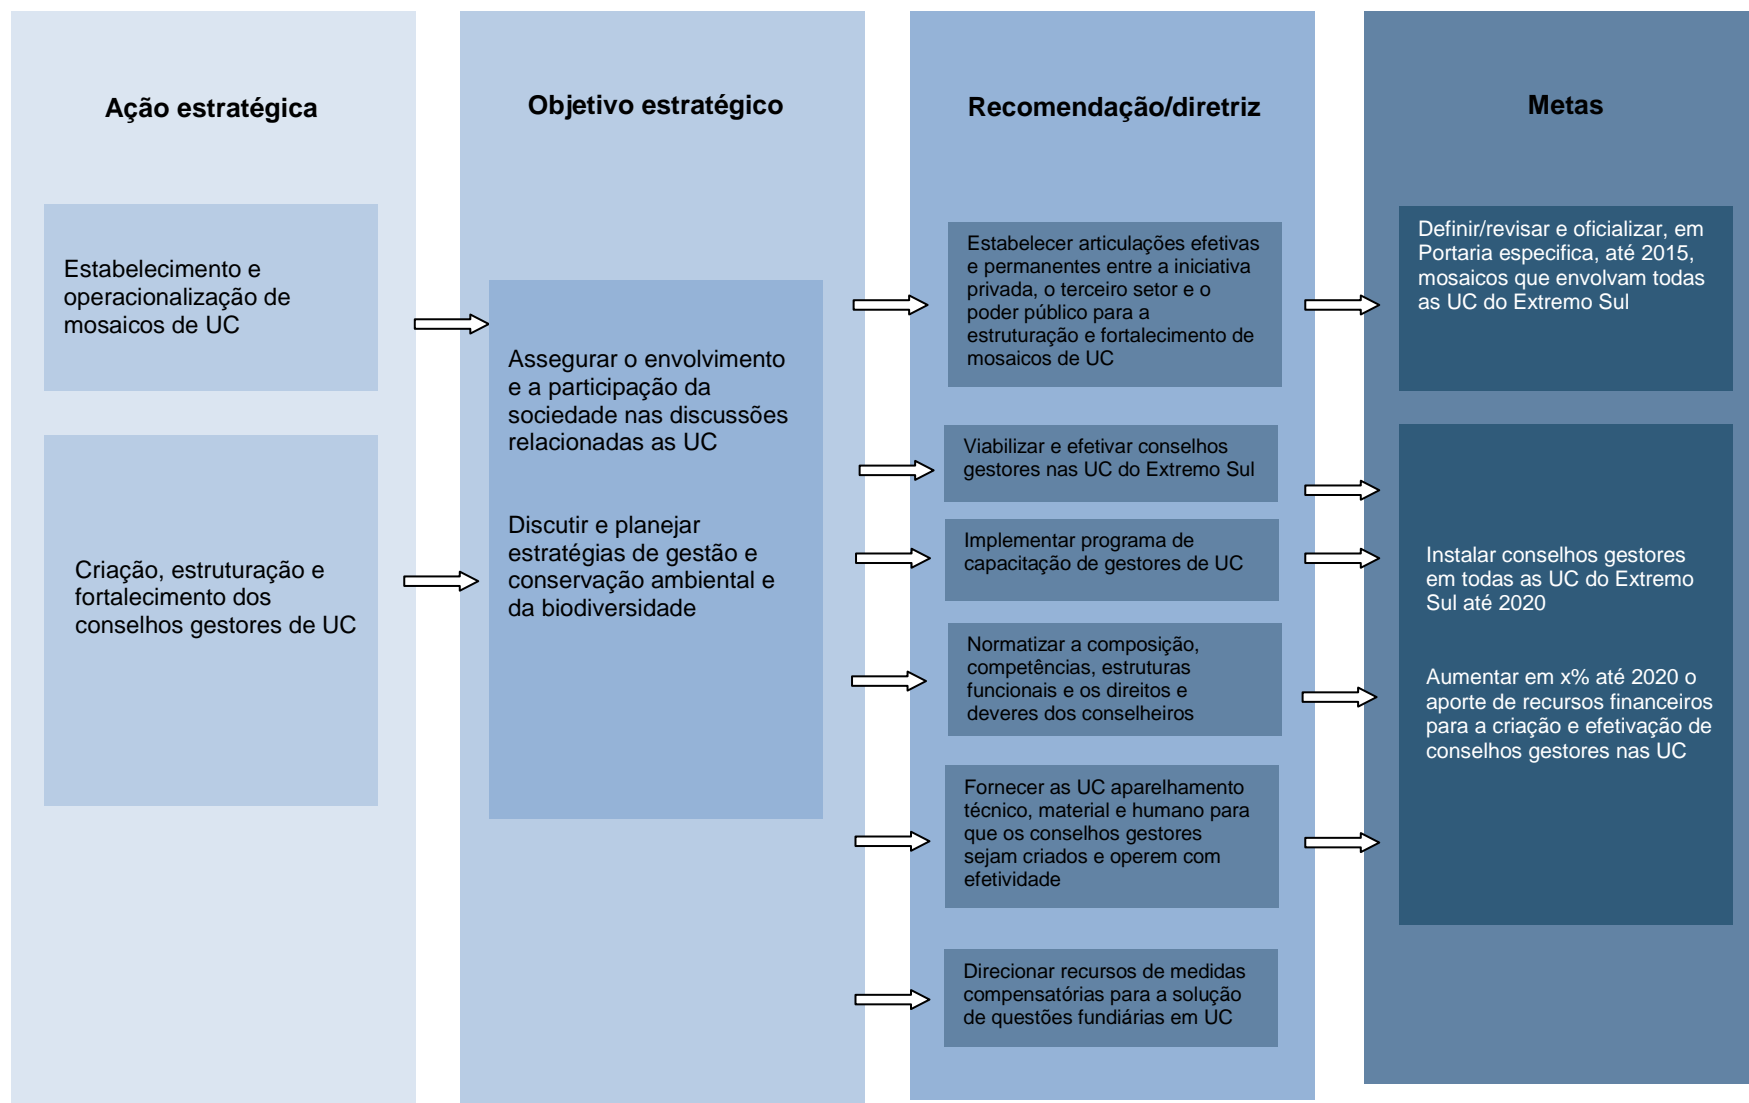 Ação estratégica
Estabelecimento e
operacionalização de
mosaicos de UC
Criação, estruturação e
fortalecimento dos
conselhos gestores de UC
Objetivo estratégico
Assegurar o envolvimento
e a participação da
sociedade nas discussões
relacionadas as UC
Discutir e planejar
estratégias de gestão e
conservação ambiental e
da biodiversidade
Recomendação/diretriz
Estabelecer articulações efetivas
e permanentes entre a iniciativa
privada, o terceiro setor e o
poder público para a
estruturação e fortalecimento de
mosaicos de UC
Viabilizar e efetivar conselhos
gestores nas UC do Extremo Sul
Implementar programa de
capacitação de gestores de UC
Normatizar a composição,
competências, estruturas
funcionais e os direitos e
deveres dos conselheiros
Fornecer as UC aparelhamento
técnico, material e humano para
que os conselhos gestores
sejam criados e operem com
efetividade
Direcionar recursos de medidas
compensatórias para a solução
de questões fundiárias em UC
Metas
Definir/revisar e oficializar, em
Portaria especifica, até 2015,
mosaicos que envolvam todas
as UC do Extremo Sul
Instalar conselhos gestores
em todas as UC do Extremo
Sul até 2020
Aumentar em x% até 2020 o
aporte de recursos financeiros
para a criação e efetivação de
conselhos gestores nas UC